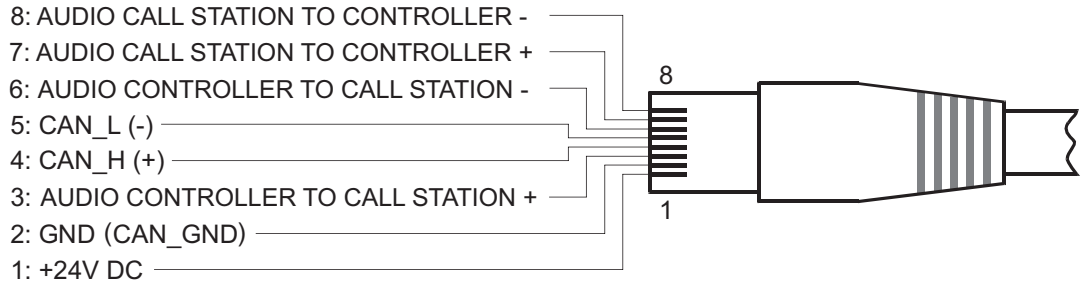 8: AUDIO CALL STATION TO CONTROLLER -
7: AUDIO CALL STATION TO CONTROLLER +
6: AUDIO CONTROLLER TO CALL STATION -
5: CAN_L (-)
4: CAN_H (+)
3: AUDIO CONTROLLER TO CALL STATION +
2: GND (CAN_GND)
1: +24V DC
8
1